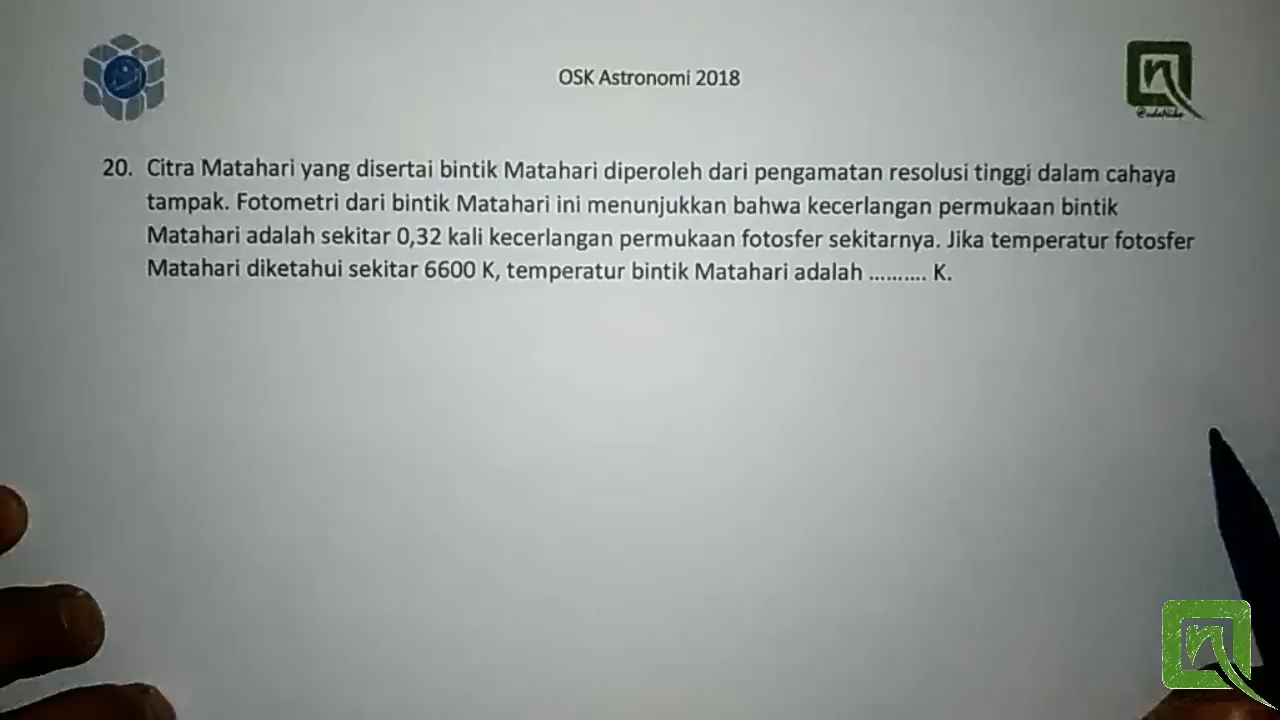 OSK Astronomi 2018
20. Citra Matahari yang disertai bintik Matahari diperoleh dari pengamatan resolusi tinggi dalam cahaya
tampak. Fotometri dari bintik Matahari ini menunjukkan bahwa kecerlangan permukaan bintik
Matahari adalah sekitar 0,32 kali kecerlangan permukaan fotosfer sekitarnya. Jika temperatur fotosfer
Matahari diketahui sekitar 6600 K, temperatur bintik Matahari adalah .......... K.